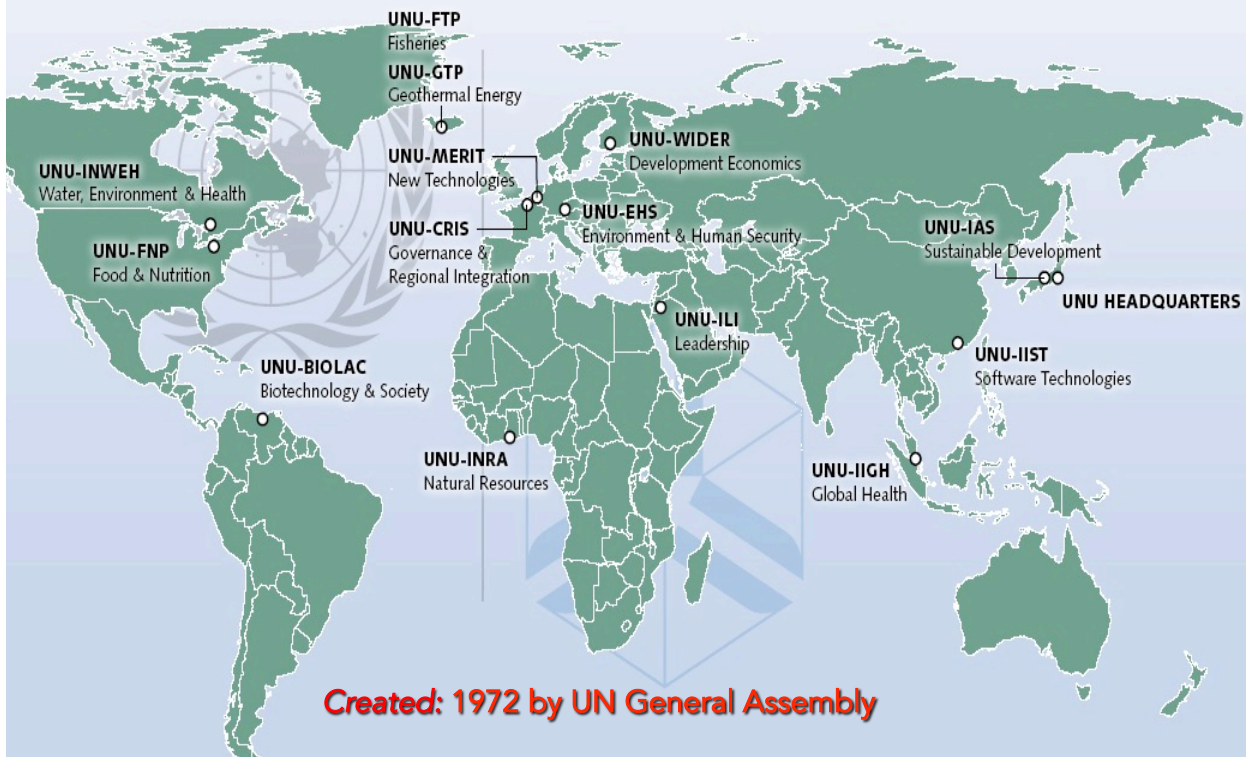 UNU-FTP
Fisheries
UNU-GTP
Geothermal Energy
UNU-MERIT
New Technologies
UNU-WIDER
Development Economics
UNU-INWEH
Water, Environment & Health
UNU-CRIS
Governance &
Regional Integration
UNU-EHS
Environment & Human Security
UNU-IAS
Sustainable Development
UNU-FNP
Food & Nutrition
UNU HEADQUARTERS
UNU-ILI
Leadership
UNU-IIST
Software Technologies
UNU-BIOLAC
Biotechnology & Society
UNU-INRA
Natural Resources
UNU-IIGH
Global Health
Created: 1972 by UN General Assembly